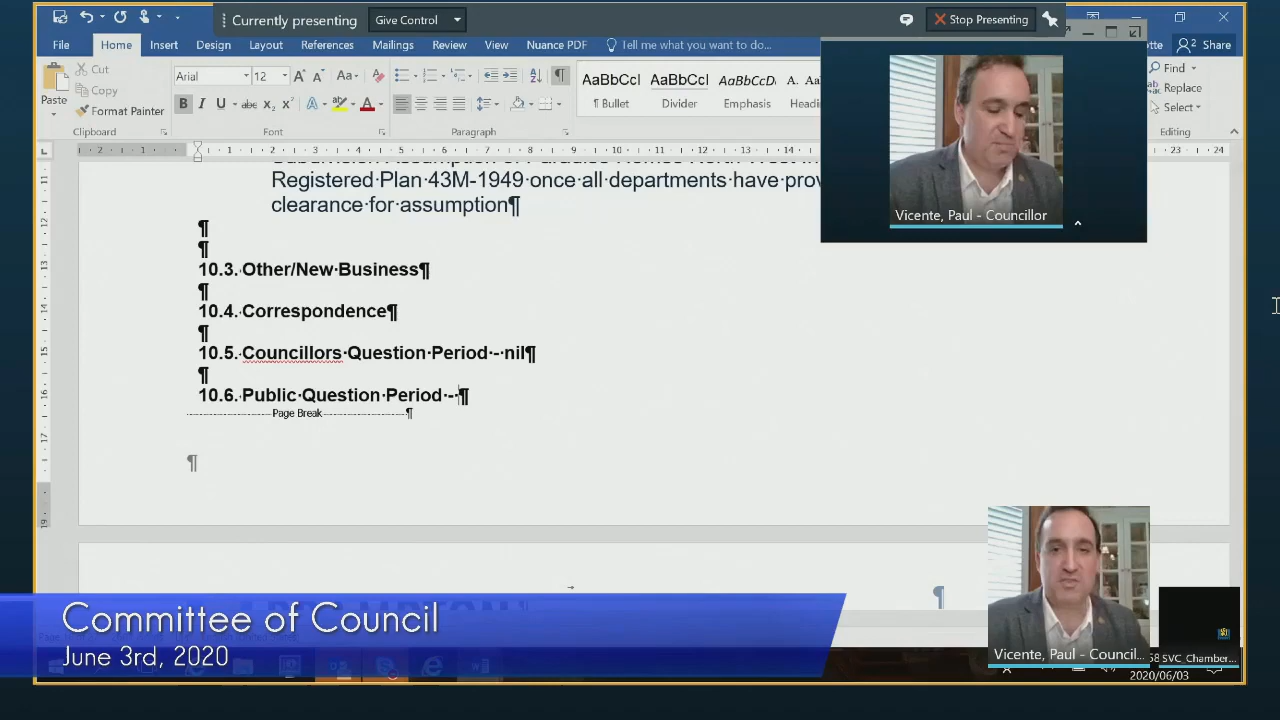 Currently presenting
Give Control
Stop Presenting
File Home Insert Design Layout References Mailings Review View Nuance PDF Tell me what you want to do... Share
Paste
Cut
Copy
Format Painter
Clipboard
Arial 12
Font
Paragraph
AaBbCcI AaBbCcI AaBbCcD
¶ Bullet Divider Emphasis
Find
Replace
Select
Editing
Vicente, Paul - Councillor
Registered Plan 43M-1949 once all departments have
clearance for assumption¶
¶
¶
10.3. Other/New Business¶
¶
10.4. Correspondence¶
¶
10.5. Councillors Question Period - nil¶
¶
10.6. Public Question Period - ¶
Page Break ¶
¶
¶
Committee of Council
June 3rd, 2020
Vicente, Paul - Council...
SVC_Chamber...
2020/06/03